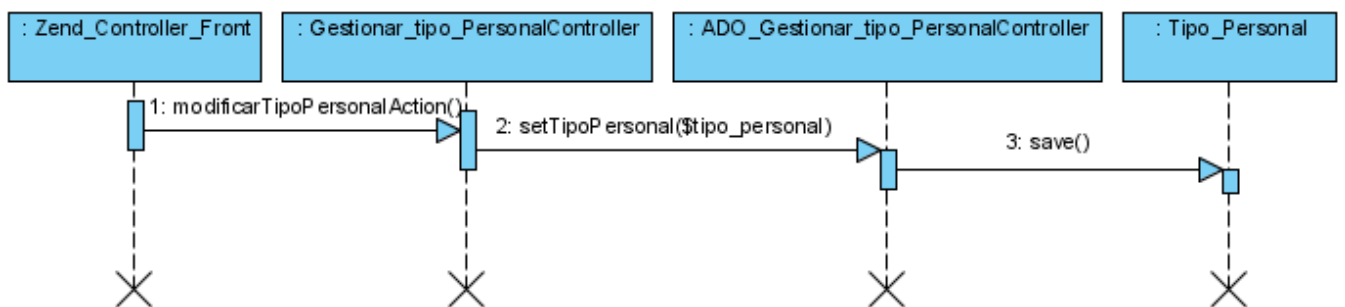 : Zend_Controller_Front
: Gestionar_tipo_PersonalController
: ADO_Gestionar_tipo_PersonalController
: Tipo_Personal
1: modificarTipoPersonalAction()
2: setTipoPersonal($tipo_personal)
3: save()